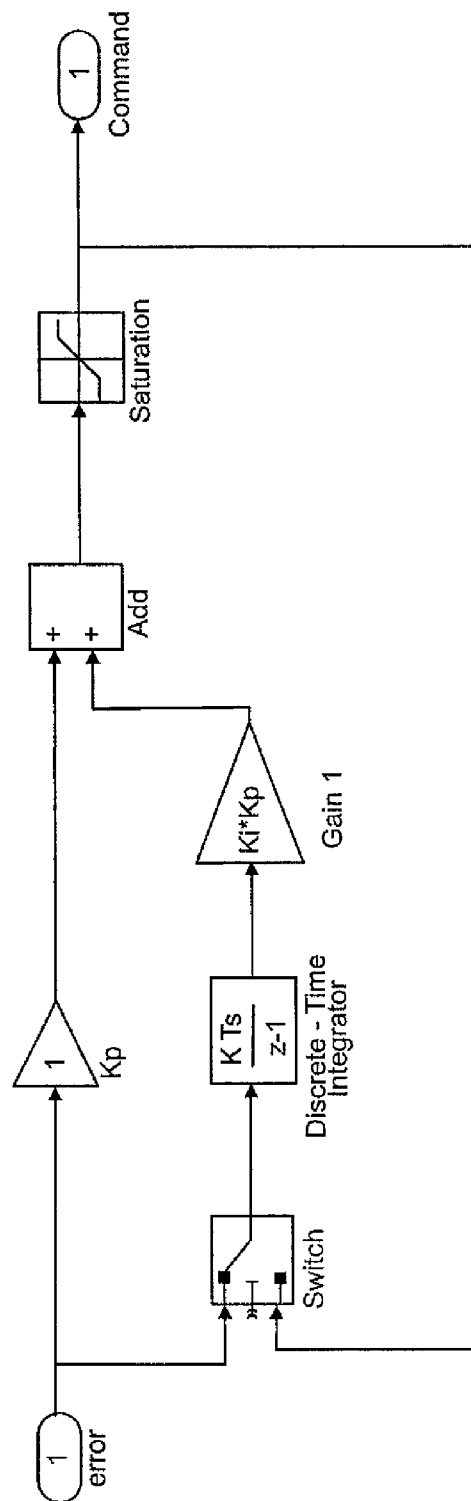 1
error
1
Kp
Switch
K Ts
z-1
Discrete - Time
Integrator
Ki*Kp
Gain 1
+
+
Add
Saturation
1
Command